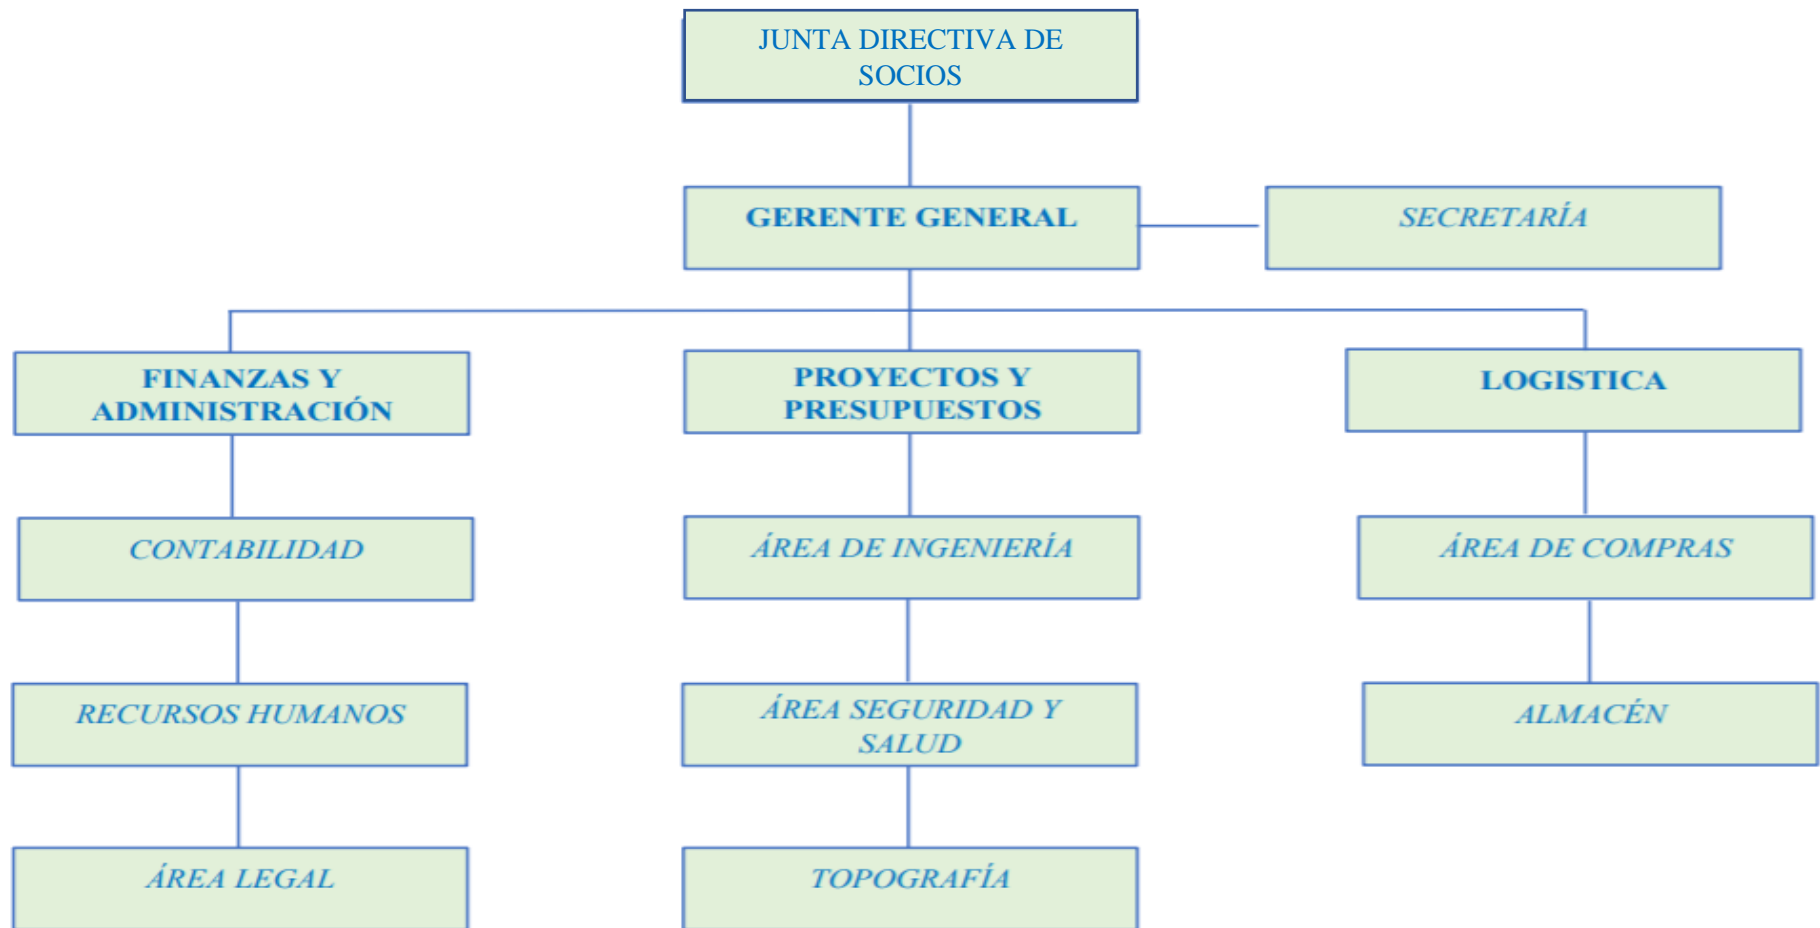 JUNTA DIRECTIVA DE
SOCIOS
GERENTE GENERAL
SECRETARÍA
FINANZAS Y
ADMINISTRACIÓN
PROYECTOS Y
PRESUPUESTOS
LOGISTICA
CONTABILIDAD
ÁREA DE INGENIERÍA
ÁREA DE COMPRAS
RECURSOS HUMANOS
ÁREA SEGURIDAD Y
SALUD
ALMACÉN
ÁREA LEGAL
TOPOGRAFÍA